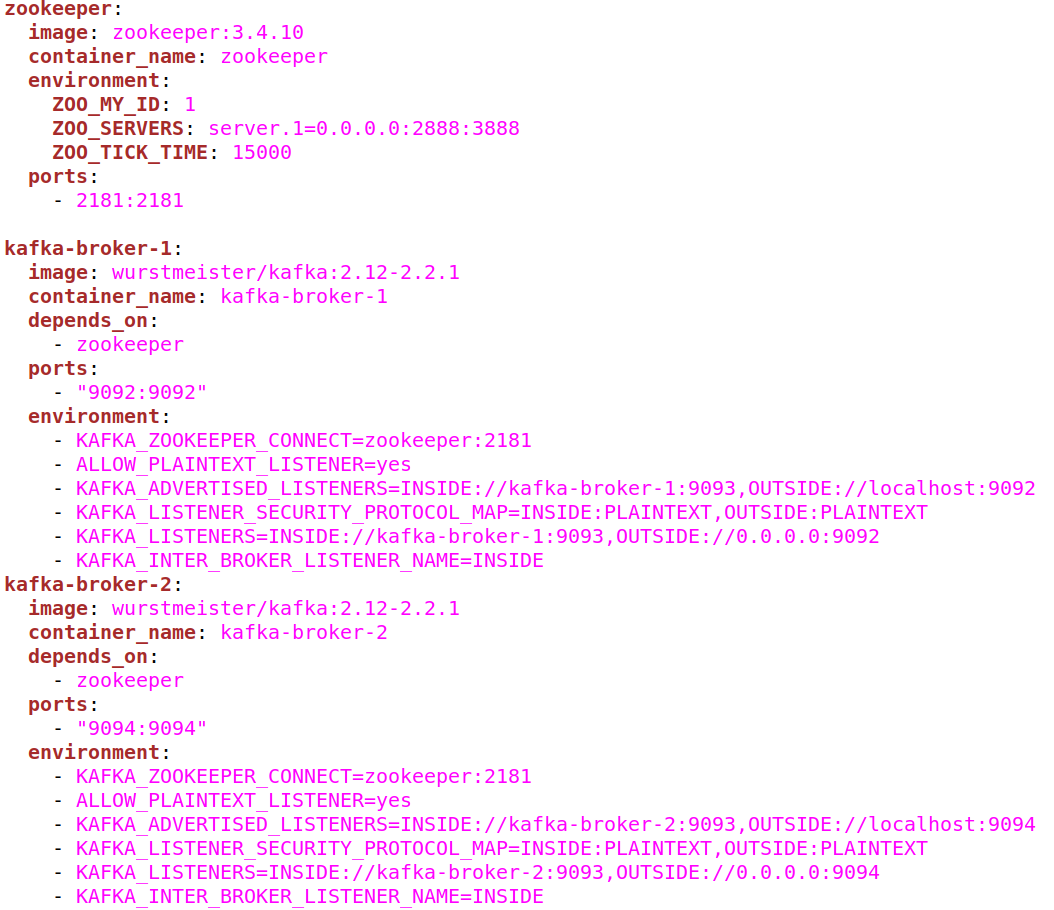 zookeeper:
  image: zookeeper:3.4.10
  container_name: zookeeper
  environment:
    ZOO_MY_ID: 1
    ZOO_SERVERS: server.1=0.0.0.0:2888:3888
    ZOO_TICK_TIME: 15000
  ports:
    - 2181:2181

kafka-broker-1:
  image: wurstmeister/kafka:2.12-2.2.1
  container_name: kafka-broker-1
  depends_on:
    - zookeeper
  ports:
    - "9092:9092"
  environment:
    - KAFKA_ZOOKEEPER_CONNECT=zookeeper:2181
    - ALLOW_PLAINTEXT_LISTENER=yes
    - KAFKA_ADVERTISED_LISTENERS=INSIDE://kafka-broker-1:9093,OUTSIDE://localhost:9092
    - KAFKA_LISTENER_SECURITY_PROTOCOL_MAP=INSIDE:PLAINTEXT,OUTSIDE:PLAINTEXT
    - KAFKA_LISTENERS=INSIDE://kafka-broker-1:9093,OUTSIDE://0.0.0.0:9092
    - KAFKA_INTER_BROKER_LISTENER_NAME=INSIDE
kafka-broker-2:
  image: wurstmeister/kafka:2.12-2.2.1
  container_name: kafka-broker-2
  depends_on:
    - zookeeper
  ports:
    - "9094:9094"
  environment:
    - KAFKA_ZOOKEEPER_CONNECT=zookeeper:2181
    - ALLOW_PLAINTEXT_LISTENER=yes
    - KAFKA_ADVERTISED_LISTENERS=INSIDE://kafka-broker-2:9093,OUTSIDE://localhost:9094
    - KAFKA_LISTENER_SECURITY_PROTOCOL_MAP=INSIDE:PLAINTEXT,OUTSIDE:PLAINTEXT
    - KAFKA_LISTENERS=INSIDE://kafka-broker-2:9093,OUTSIDE://0.0.0.0:9094
    - KAFKA_INTER_BROKER_LISTENER_NAME=INSIDE